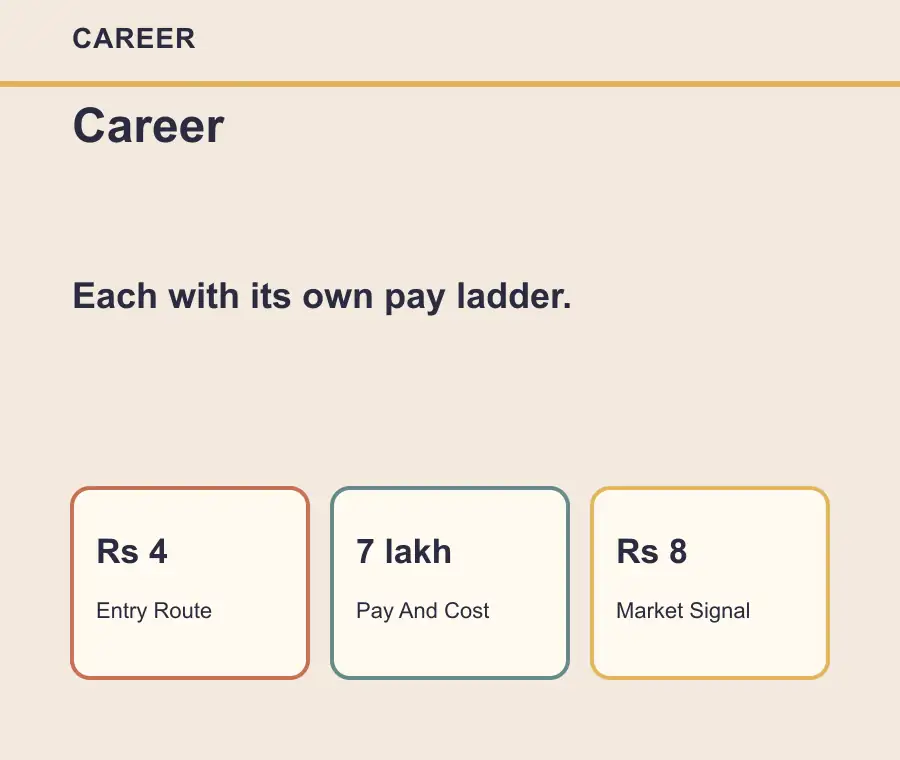 CAREER
Career
Each with its own pay ladder.
Rs 4
Entry Route
7 lakh
Pay And Cost
Rs 8
Market Signal